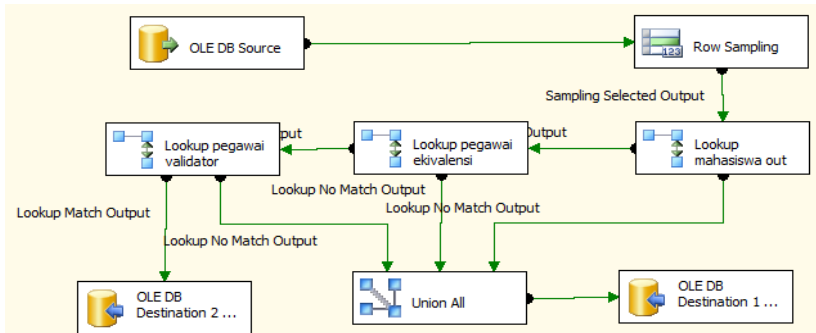 OLE DB Source
Row Sampling
Sampling Selected Output
Lookup pegawai
validator
Lookup pegawai
ekivalensi
Output
Lookup
mahasiswa out
Lookup No Match Output
Lookup Match Output
Lookup No Match Output
Lookup No Match Output
OLE DB
Destination 2 ...
Union All
OLE DB
Destination 1 ...